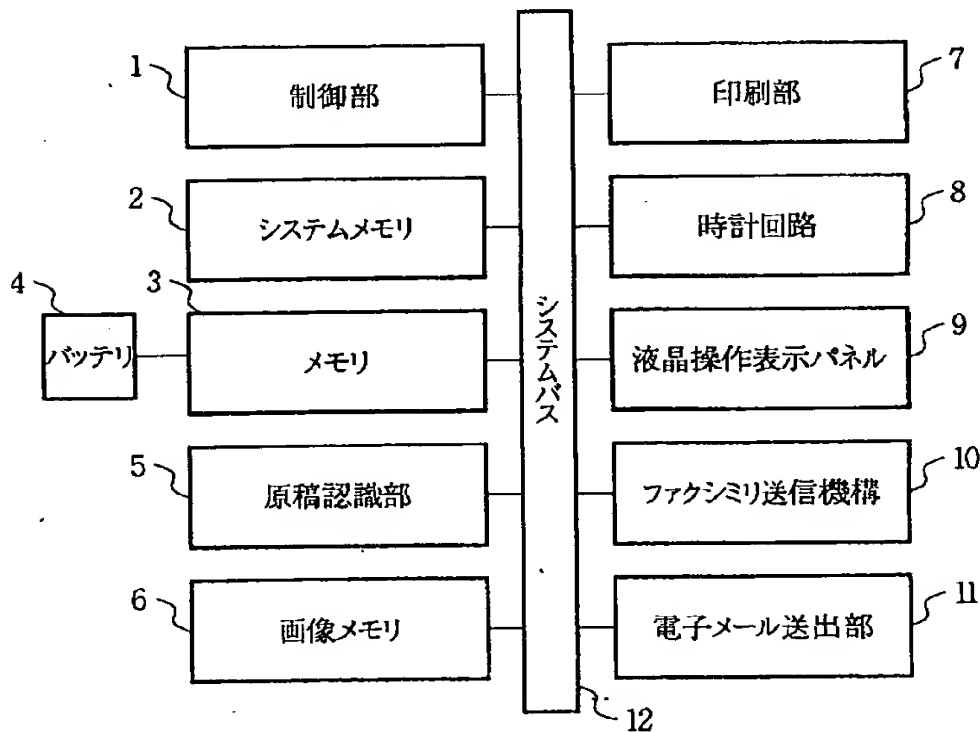 1
制御部
2
システムメモリ
3
メモリ
4
バッテリ
5
原稿認識部
6
画像メモリ
システムバス
12
7
印刷部
8
時計回路
9
液晶操作表示パネル
10
ファクシミリ送信機構
11
電子メール送出部